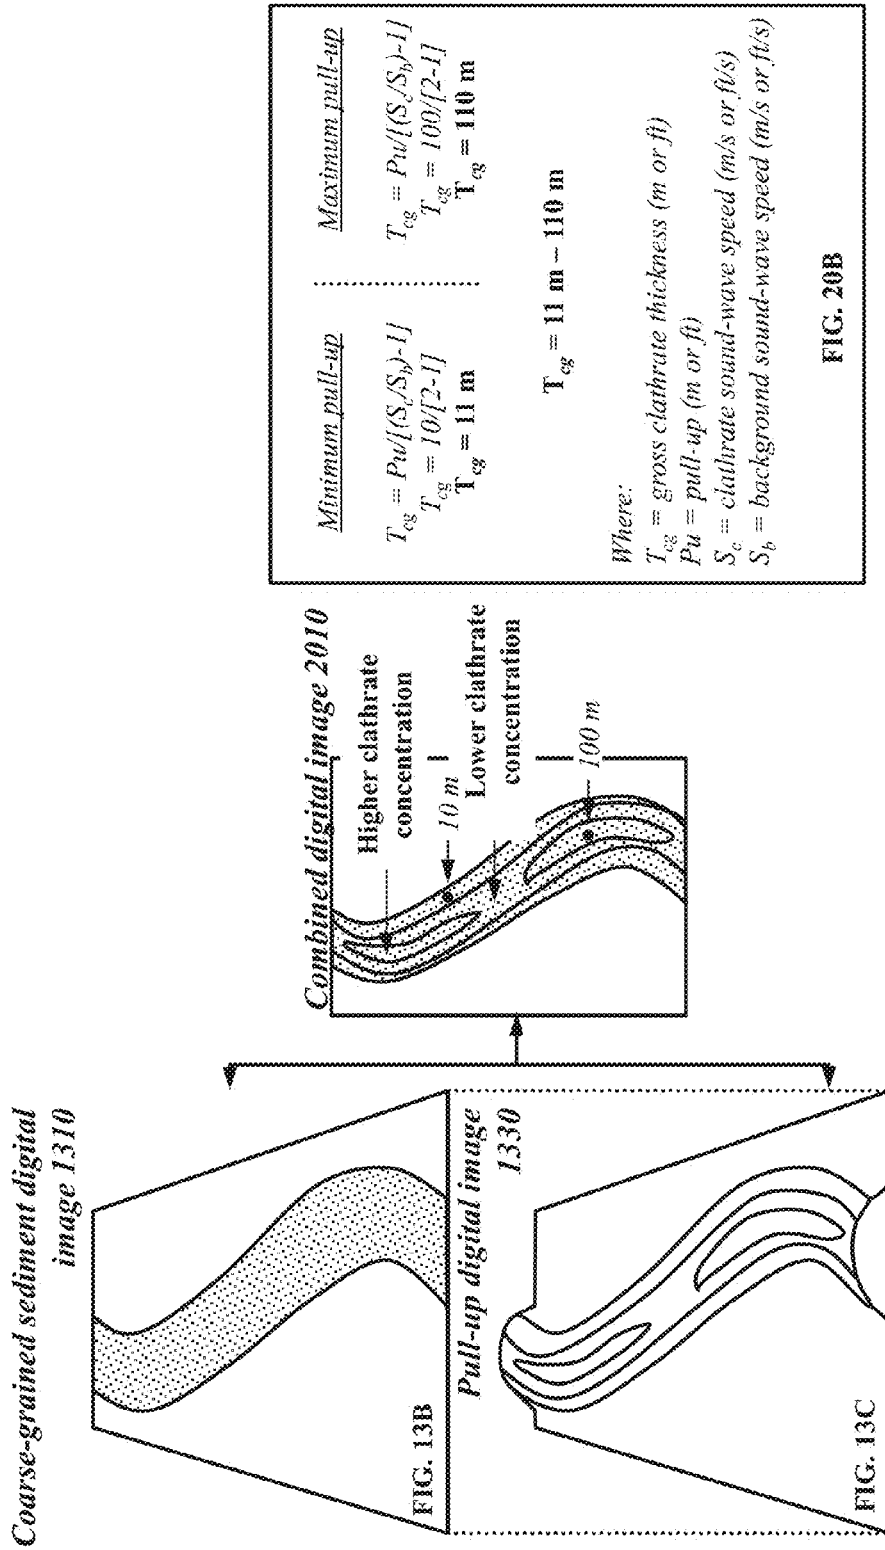 Coarse-grained sediment digital
image 1310
FIG. 13B
Pull-up digital image
1330
FIG. 13C
Combined digital image 2010
Higher clathrate
concentration
10 m
Lower clathrate
concentration
100 m
Minimum pull-up
T_cg = Pu/[(S_c/S_b)-1]
T_cg = 10/[2-1]
T_cg = 11 m
Maximum pull-up
T_cg = Pu/[(S_c/S_b)-1]
T_cg = 100/[2-1]
T_cg = 110 m
T_cg = 11 m – 110 m
Where:
T_cg = gross clathrate thickness (m or ft)
Pu = pull-up (m or ft)
S_c = clathrate sound-wave speed (m/s or ft/s)
S_b = background sound-wave speed (m/s or ft/s)
FIG. 20B